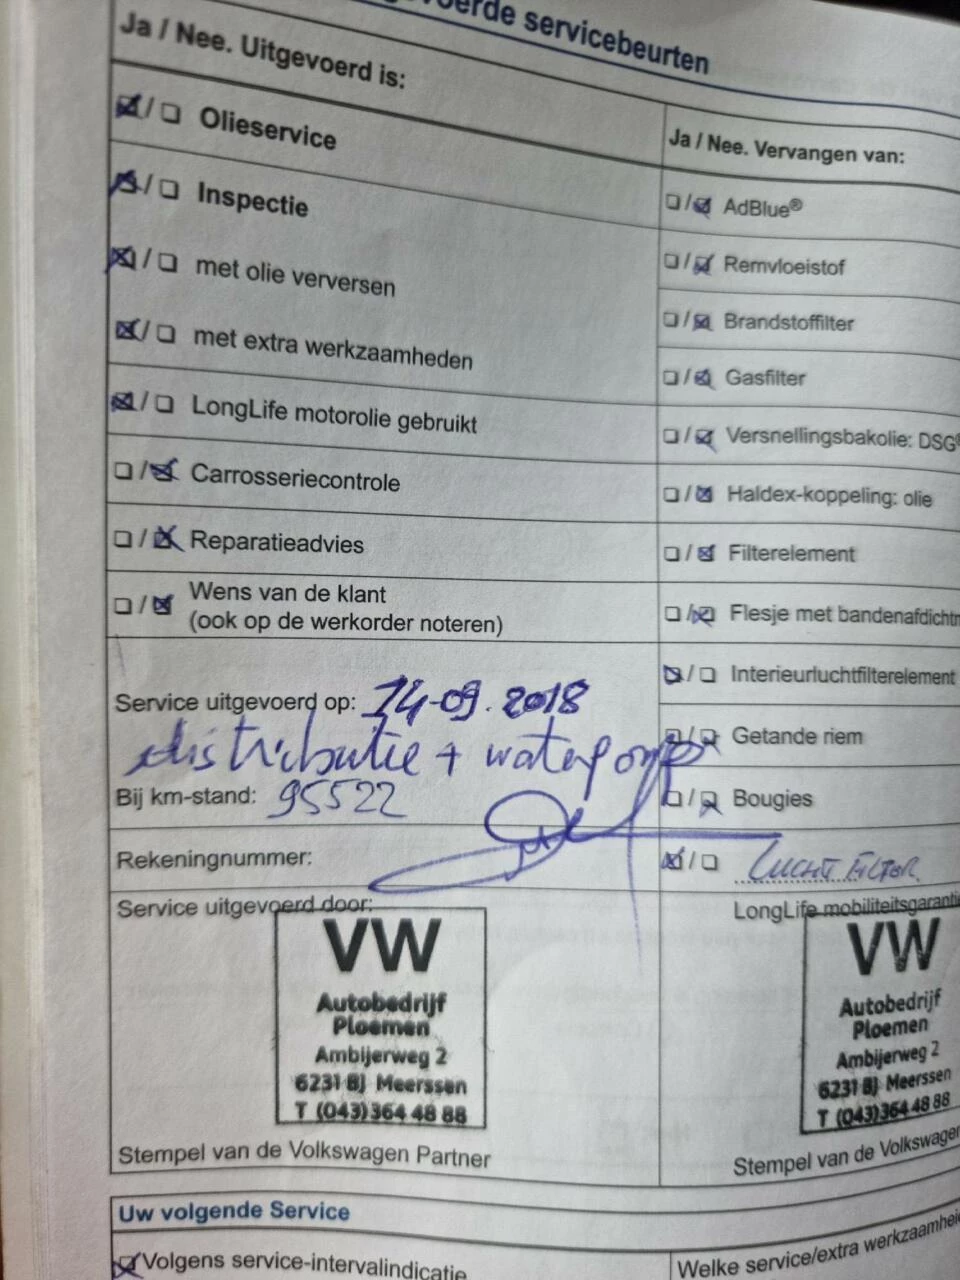 servicebeurten
Ja / Nee. Uitgevoerd is:
Olieservice
Inspectie
met olie verversen
met extra werkzaamheden
LongLife motorolie gebruikt
Carrosseriecontrole
Reparatieadvies
Wens van de klant
(ook op de werkorder noteren)
Service uitgevoerd op: 14-09.2018
distributie + waterpomp
Bij km-stand: 95522
Rekeningnummer:
Service uitgevoerd door:
VW
Autobedrijf
Ploemen
Ambijerweg 2
6231 BJ Meerssen
T (043)364 48 88
Stempel van de Volkswagen Partner
Ja / Nee. Vervangen van:
AdBlue®
Remvloeistof
Brandstoffilter
Gasfilter
Versnellingsbakolie: DSG®
Haldex-koppeling: olie
Filterelement
Flesje met
Interieurluchtfilterelement
Getande riem
Bougies
LUCHT FILTOR
LongLife mobiliteitsgarantie
VW
Autobedrijf
Ploemen
Ambijerweg 2
6231 BJ Meerssen
T (043)364 48 88
Stempel van de Volkswagen
Uw volgende Service
Volgens service-intervalindicatie
Welke service/extra